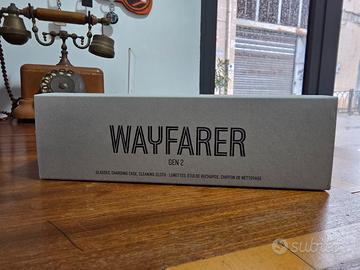 WAYFARER
GEN 2
GLASSES, CHARGING CASE, CLEANING CLOTH - LUNETTES, ÉTUI DE RECHARGE, CHIFFON DE NETTOYAGE
subito